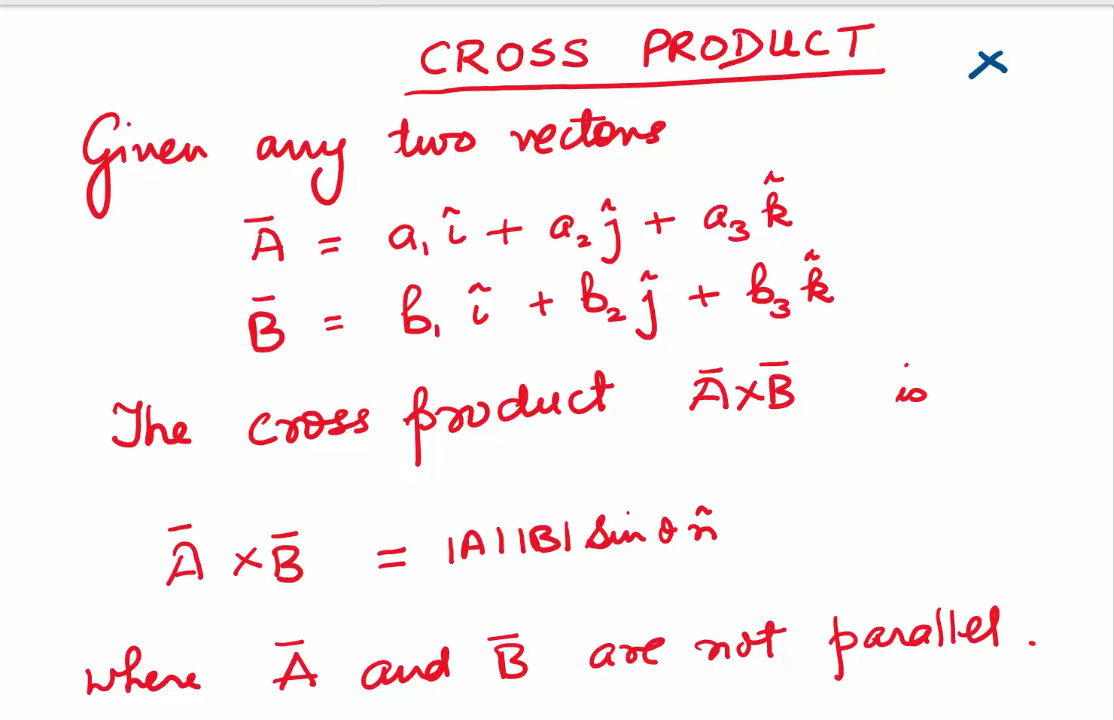 CROSS PRODUCT ×
Given any two vectors
A̅ = a₁ î + a₂ ĵ + a₃ k̂
B̅ = b₁ î + b₂ ĵ + b₃ k̂
The cross product A̅×B̅ is
A̅ × B̅ = |A||B| Sin θ n̂
where A̅ and B̅ are not parallel.